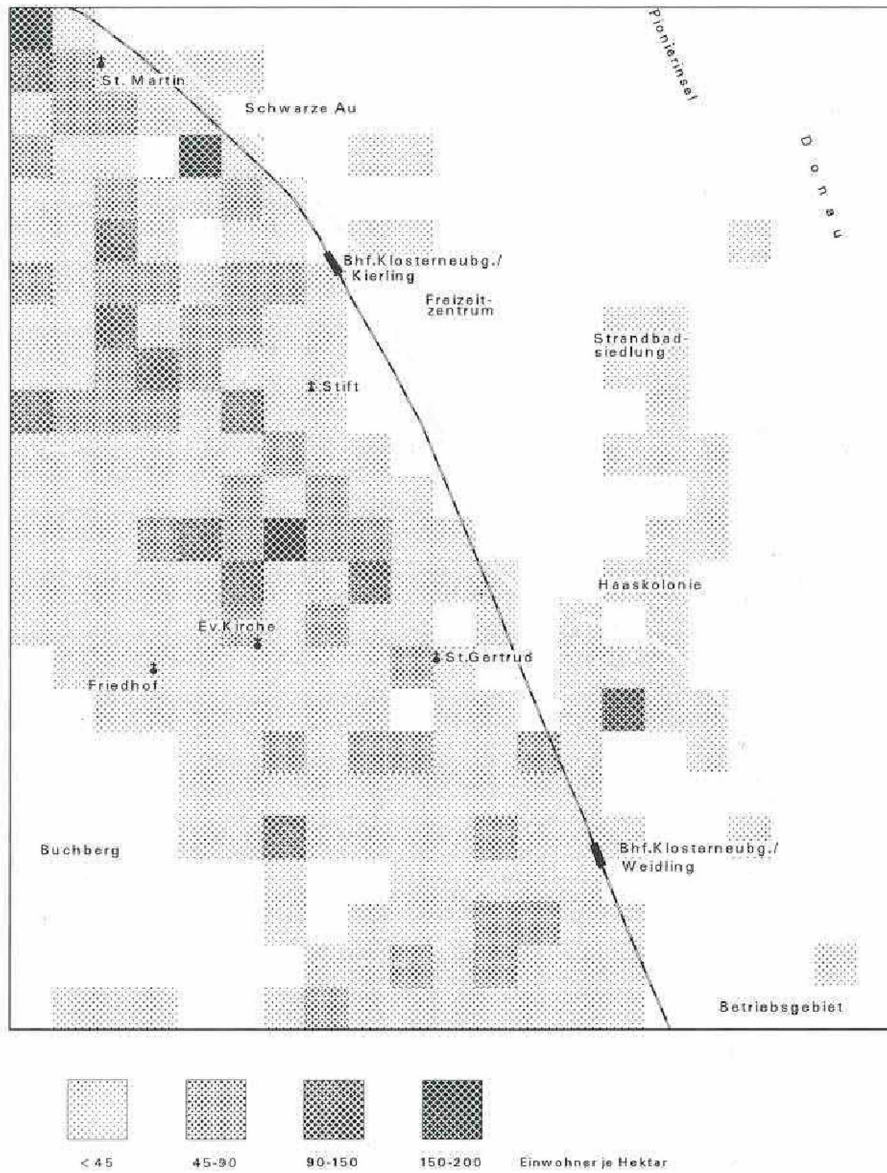 Pionierinsel
St. Martin
Schwarze Au
Donau
Bhf.Klosterneubg./
Kierling
Freizeit-
zentrum
Strandbad-
siedlung
Stift
Haaskolonie
Ev.Kirche
St.Gertrud
Friedhof
Buchberg
Bhf.Klosterneubg./
Weidling
Betriebsgebiet
< 45
45-90
90-150
150-200
Einwohner je Hektar